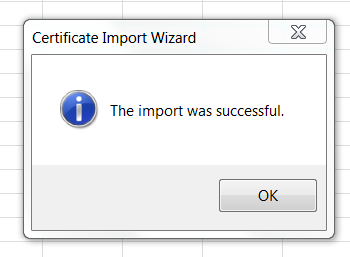 Certificate Import Wizard
The import was successful.
OK